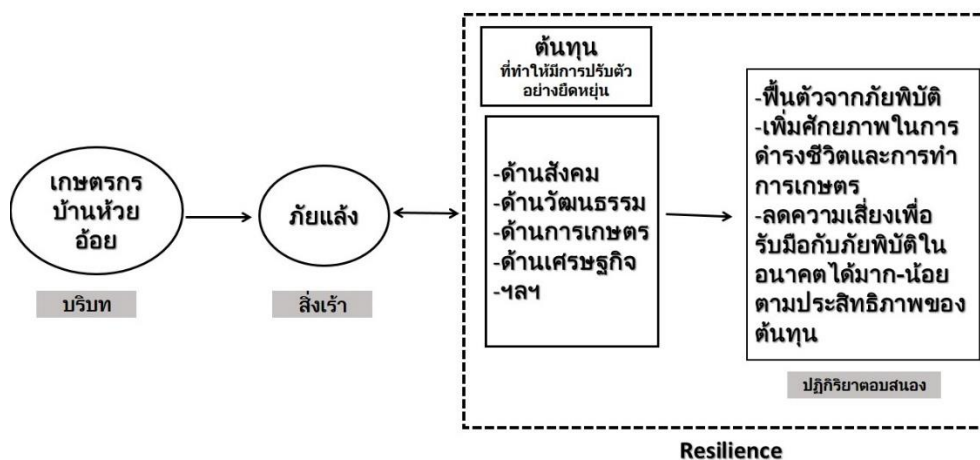 เกษตรกร
บ้านห้วย
อ้อย
บริบท
ภัยแล้ง
สิ่งเร้า
ต้นทุน
ที่ทำให้มีการปรับตัว
อย่างยืดหยุ่น
-ด้านสังคม
-ด้านวัฒนธรรม
-ด้านการเกษตร
-ด้านเศรษฐกิจ
-ฯลฯ
-ฟื้นตัวจากภัยพิบัติ
-เพิ่มศักยภาพในการ
ดำรงชีวิตและการทำ
การเกษตร
-ลดความเสี่ยงเพื่อ
รับมือกับภัยพิบัติใน
อนาคตได้มาก-น้อย
ตามประสิทธิภาพของ
ต้นทุน
ปฏิกิริยาตอบสนอง
Resilience